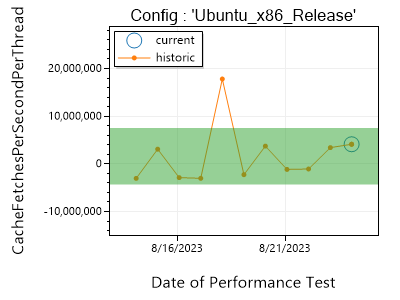 Config : 'Ubuntu_x86_Release'
current
historic
CacheFetchesPerSecondPerThread
20,000,000
10,000,000
0
-10,000,000
8/16/2023
8/21/2023
Date of Performance Test